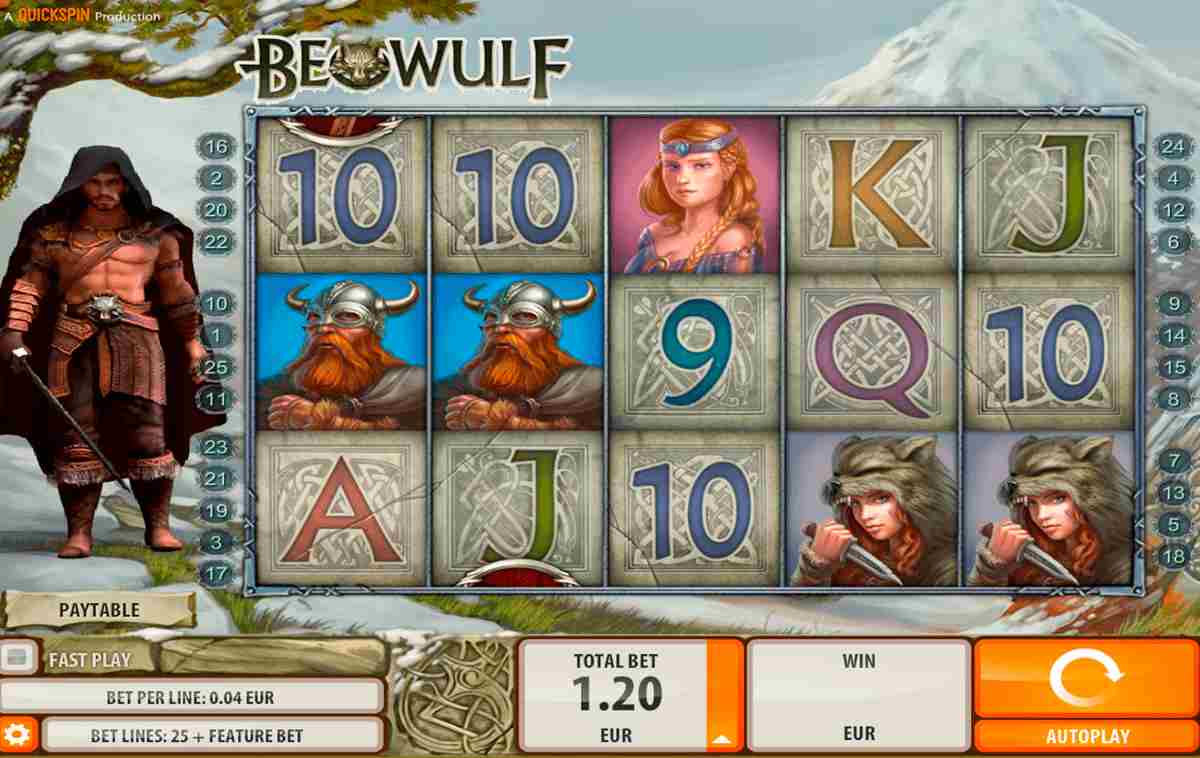 A QUICKSPIN Production
BEOWULF
16
2
20
22
10
1
25
11
23
21
19
3
17
10 10 K J
9 Q 10
A J 10
24
4
12
6
9
14
15
8
7
13
5
18
PAYTABLE
FAST PLAY
BET PER LINE: 0.04 EUR
BET LINES: 25 + FEATURE BET
TOTAL BET
1.20
EUR
WIN
EUR
AUTOPLAY